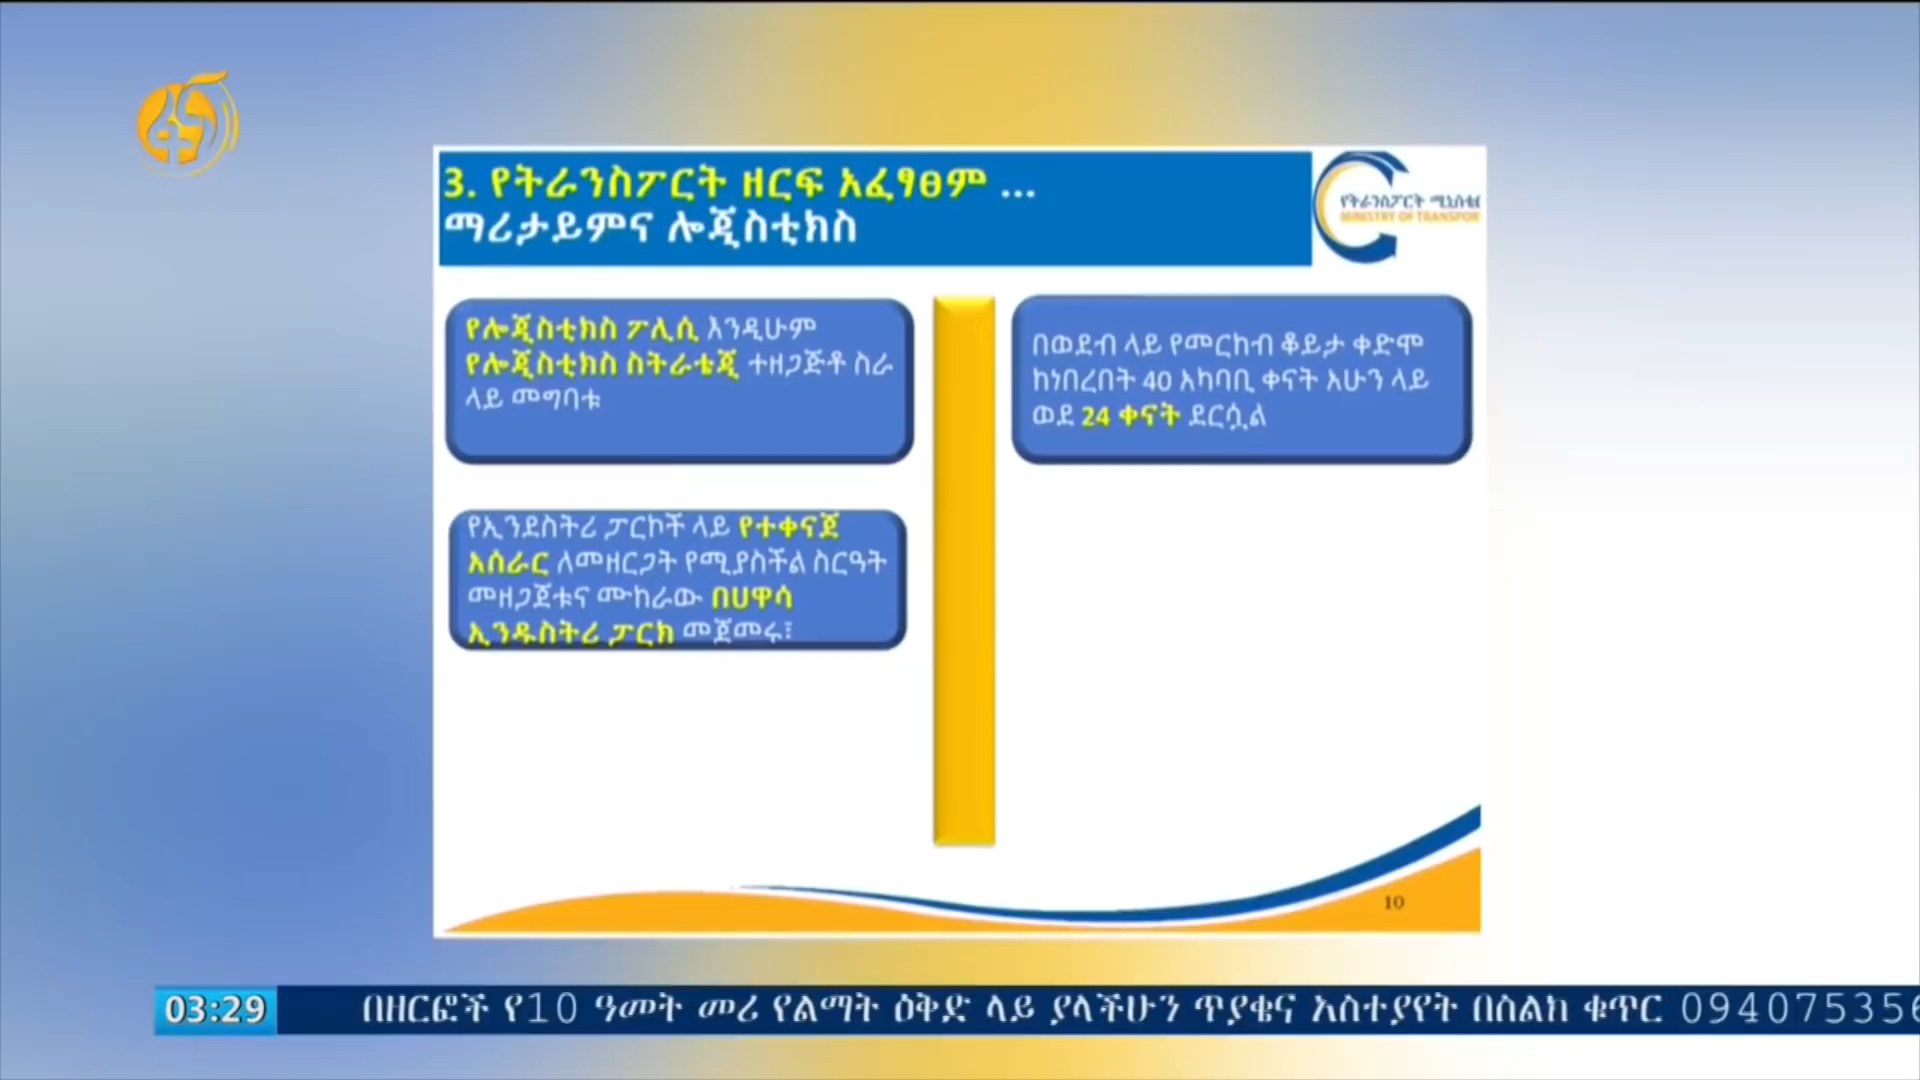 3. የትራንስፖርት ዘርፍ አፈፃፀም ...
ማሪታይምና ሎጂስቲክስ
የትራንስፖርት ሚኒስቴ
MINISTRY OF TRANSPOR
የሎጂስቲክስ ፖሊሲ እንዲሁም
የሎጂስቲክስ ስትራቴጂ ተዘጋጅቶ ስራ
ላይ መግባቱ
የኢንደስትሪ ፓርኮች ላይ የተቀናጀ
አሰራር ለመዘርጋት የሚያስችል ስርዓት
መዘጋጀቱና ሙከራው በሀዋሳ
ኢንዱስትሪ ፓርክ መጀመሩ፣
በወደብ ላይ የመርከብ ቆይታ ቀድሞ
ከነበረበት 40 አካባቢ ቀናት አሁን ላይ
ወደ 24 ቀናት ደርሷል
10
03:29
በዘርፎች የ10 ዓመት መሪ የልማት ዕቅድ ላይ ያላችሁን ጥያቄና አስተያየት በስልክ ቁጥር 094075356